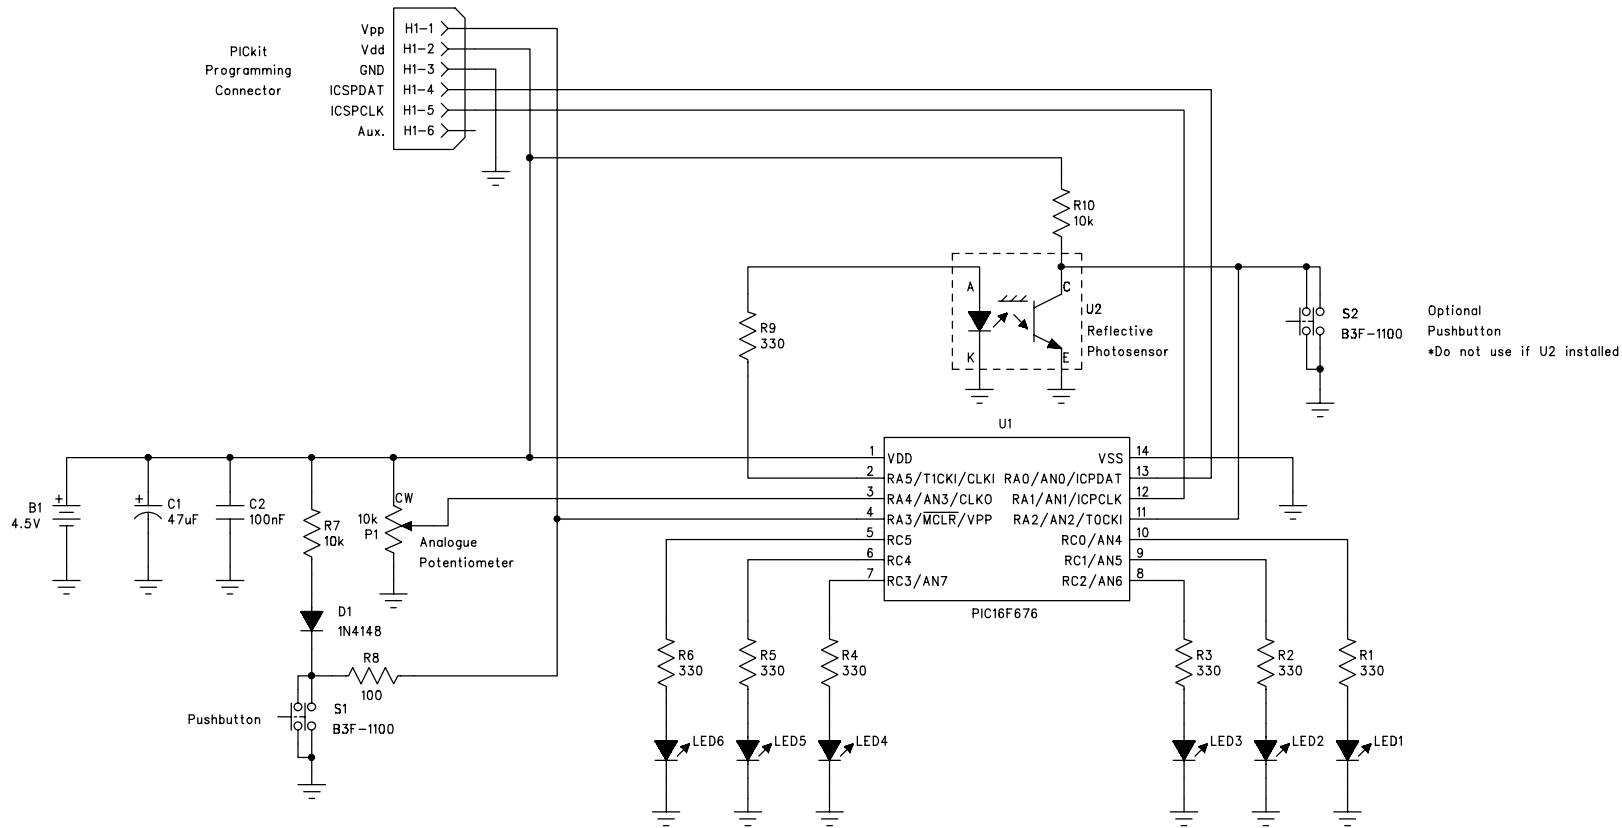 PICkit
Programming
Connector
Vpp H1-1
Vdd H1-2
GND H1-3
ICSPDAT H1-4
ICSPCLK H1-5
Aux. H1-6
R10
10k
A
C
K
E
U2
Reflective
Photosensor
R9
330
S2
B3F-1100
Optional
Pushbutton
*Do not use if U2 installed
U1
1 VDD
2 RA5/T1CKI/CLKI
3 RA4/AN3/CLKO
4 RA3/MCLR/VPP
5 RC5
6 RC4
7 RC3/AN7
VSS 14
RA0/AN0/ICPDAT 13
RA1/AN1/ICPCLK 12
RA2/AN2/TOCKI 11
RC0/AN4 10
RC1/AN5 9
RC2/AN6 8
PIC16F676
B1
4.5V
+
C1
47uF
+
C2
100nF
R7
10k
CW
10k
P1
Analogue
Potentiometer
D1
1N4148
R8
100
Pushbutton
S1
B3F-1100
R6
330
R5
330
R4
330
R3
330
R2
330
R1
330
LED6
LED5
LED4
LED3
LED2
LED1